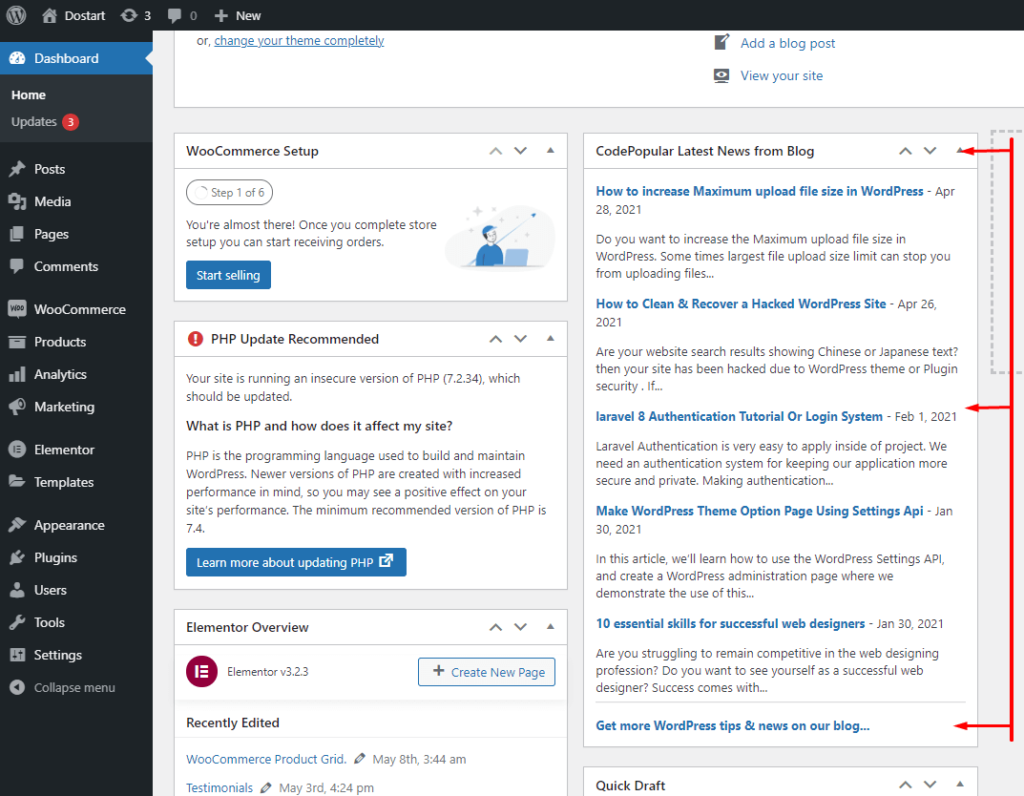 Dostart
3
0
New
Dashboard
Home
Updates 3
Posts
Media
Pages
Comments
WooCommerce
Products
Analytics
Marketing
Elementor
Templates
Appearance
Plugins
Users
Tools
Settings
Collapse menu
or, change your theme completely
Add a blog post
View your site
WooCommerce Setup
Step 1 of 6
You're almost there! Once you complete store
setup you can start receiving orders.
Start selling
PHP Update Recommended
Your site is running an insecure version of PHP (7.2.34), which
should be updated.
What is PHP and how does it affect my site?
PHP is the programming language used to build and maintain
WordPress. Newer versions of PHP are created with increased
performance in mind, so you may see a positive effect on your
site's performance. The minimum recommended version of PHP is
7.4.
Learn more about updating PHP
Elementor Overview
Elementor v3.2.3
Create New Page
Recently Edited
WooCommerce Product Grid. May 8th, 3:44 am
Testimonials May 3rd, 4:24 pm
CodePopular Latest News from Blog
How to increase Maximum upload file size in WordPress - Apr
28, 2021
Do you want to increase the Maximum upload file size in
WordPress. Some times largest file upload size limit can stop you
from uploading files...
How to Clean & Recover a Hacked WordPress Site - Apr 26,
2021
Are your website search results showing Chinese or Japanese text?
then your site has been hacked due to WordPress theme or Plugin
security . If...
laravel 8 Authentication Tutorial Or Login System - Feb 1, 2021
Laravel Authentication is very easy to apply inside of project. We
need an authentication system for keeping our application more
secure and private. Making authentication...
Make WordPress Theme Option Page Using Settings Api - Jan
30, 2021
In this article, we'll learn how to use the WordPress Settings API,
and create a WordPress administration page where we
demonstrate the use of this...
10 essential skills for successful web designers - Jan 30, 2021
Are you struggling to remain competitive in the web designing
profession? Do you want to see yourself as a successful web
designer? Success comes with...
Get more WordPress tips & news on our blog...
Quick Draft